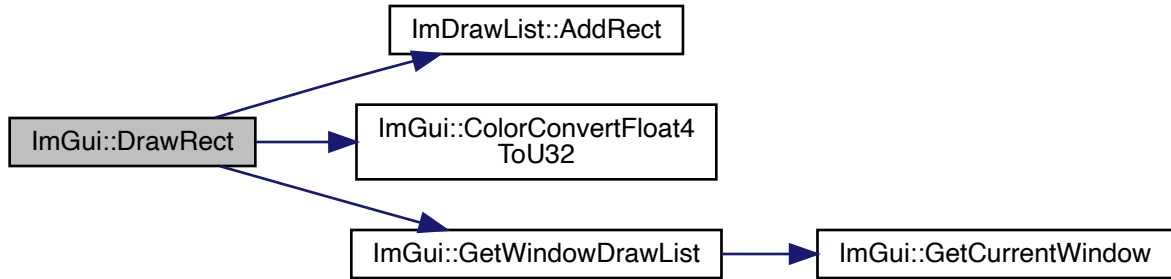 ImDrawList::AddRect
ImGui::DrawRect
ImGui::ColorConvertFloat4
ToU32
ImGui::GetWindowDrawList
ImGui::GetCurrentWindow